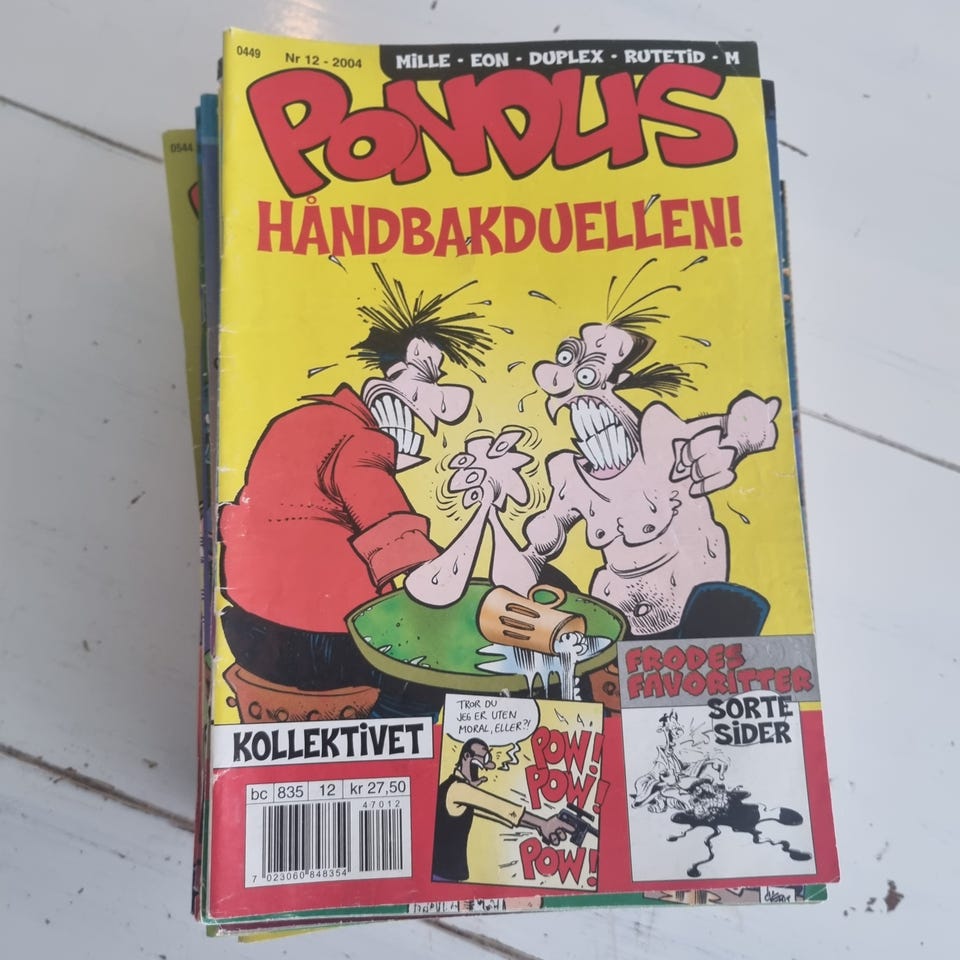 0449
Nr 12 - 2004
MiLLE · EON · DUPLEX · RUTETiD · M
PONDUS
0544
HÅNDBAKDUELLEN!
FRODES
FAVORITTER
SORTE
SiDER
KOLLEKTiVET
TROR DU
JEG ER UTEN
MORAL, ELLER?!
POW!
POW!
POW!
bc 835 12 kr 27,50
47012
7 023060 848354